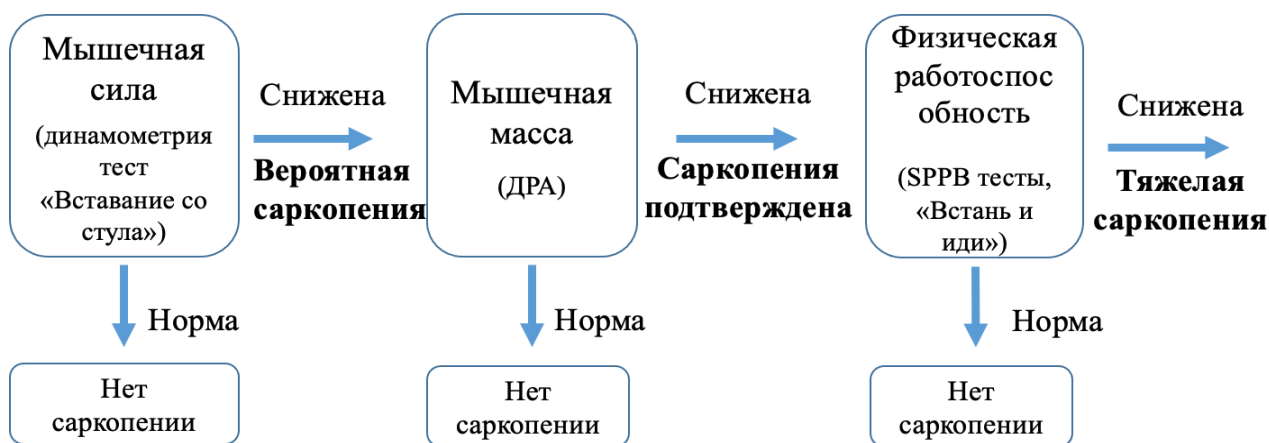 Мышечная
сила
(динамометрия
тест
«Вставание со
стула»)
Снижена
Вероятная
саркопения
Мышечная
масса
(ДРА)
Снижена
Саркопения
подтверждена
Физическая
работоспос
обность
(SPPB тесты,
«Встань и
иди»)
Снижена
Тяжелая
саркопения
Норма
Норма
Норма
Нет
саркопении
Нет
саркопении
Нет
саркопении